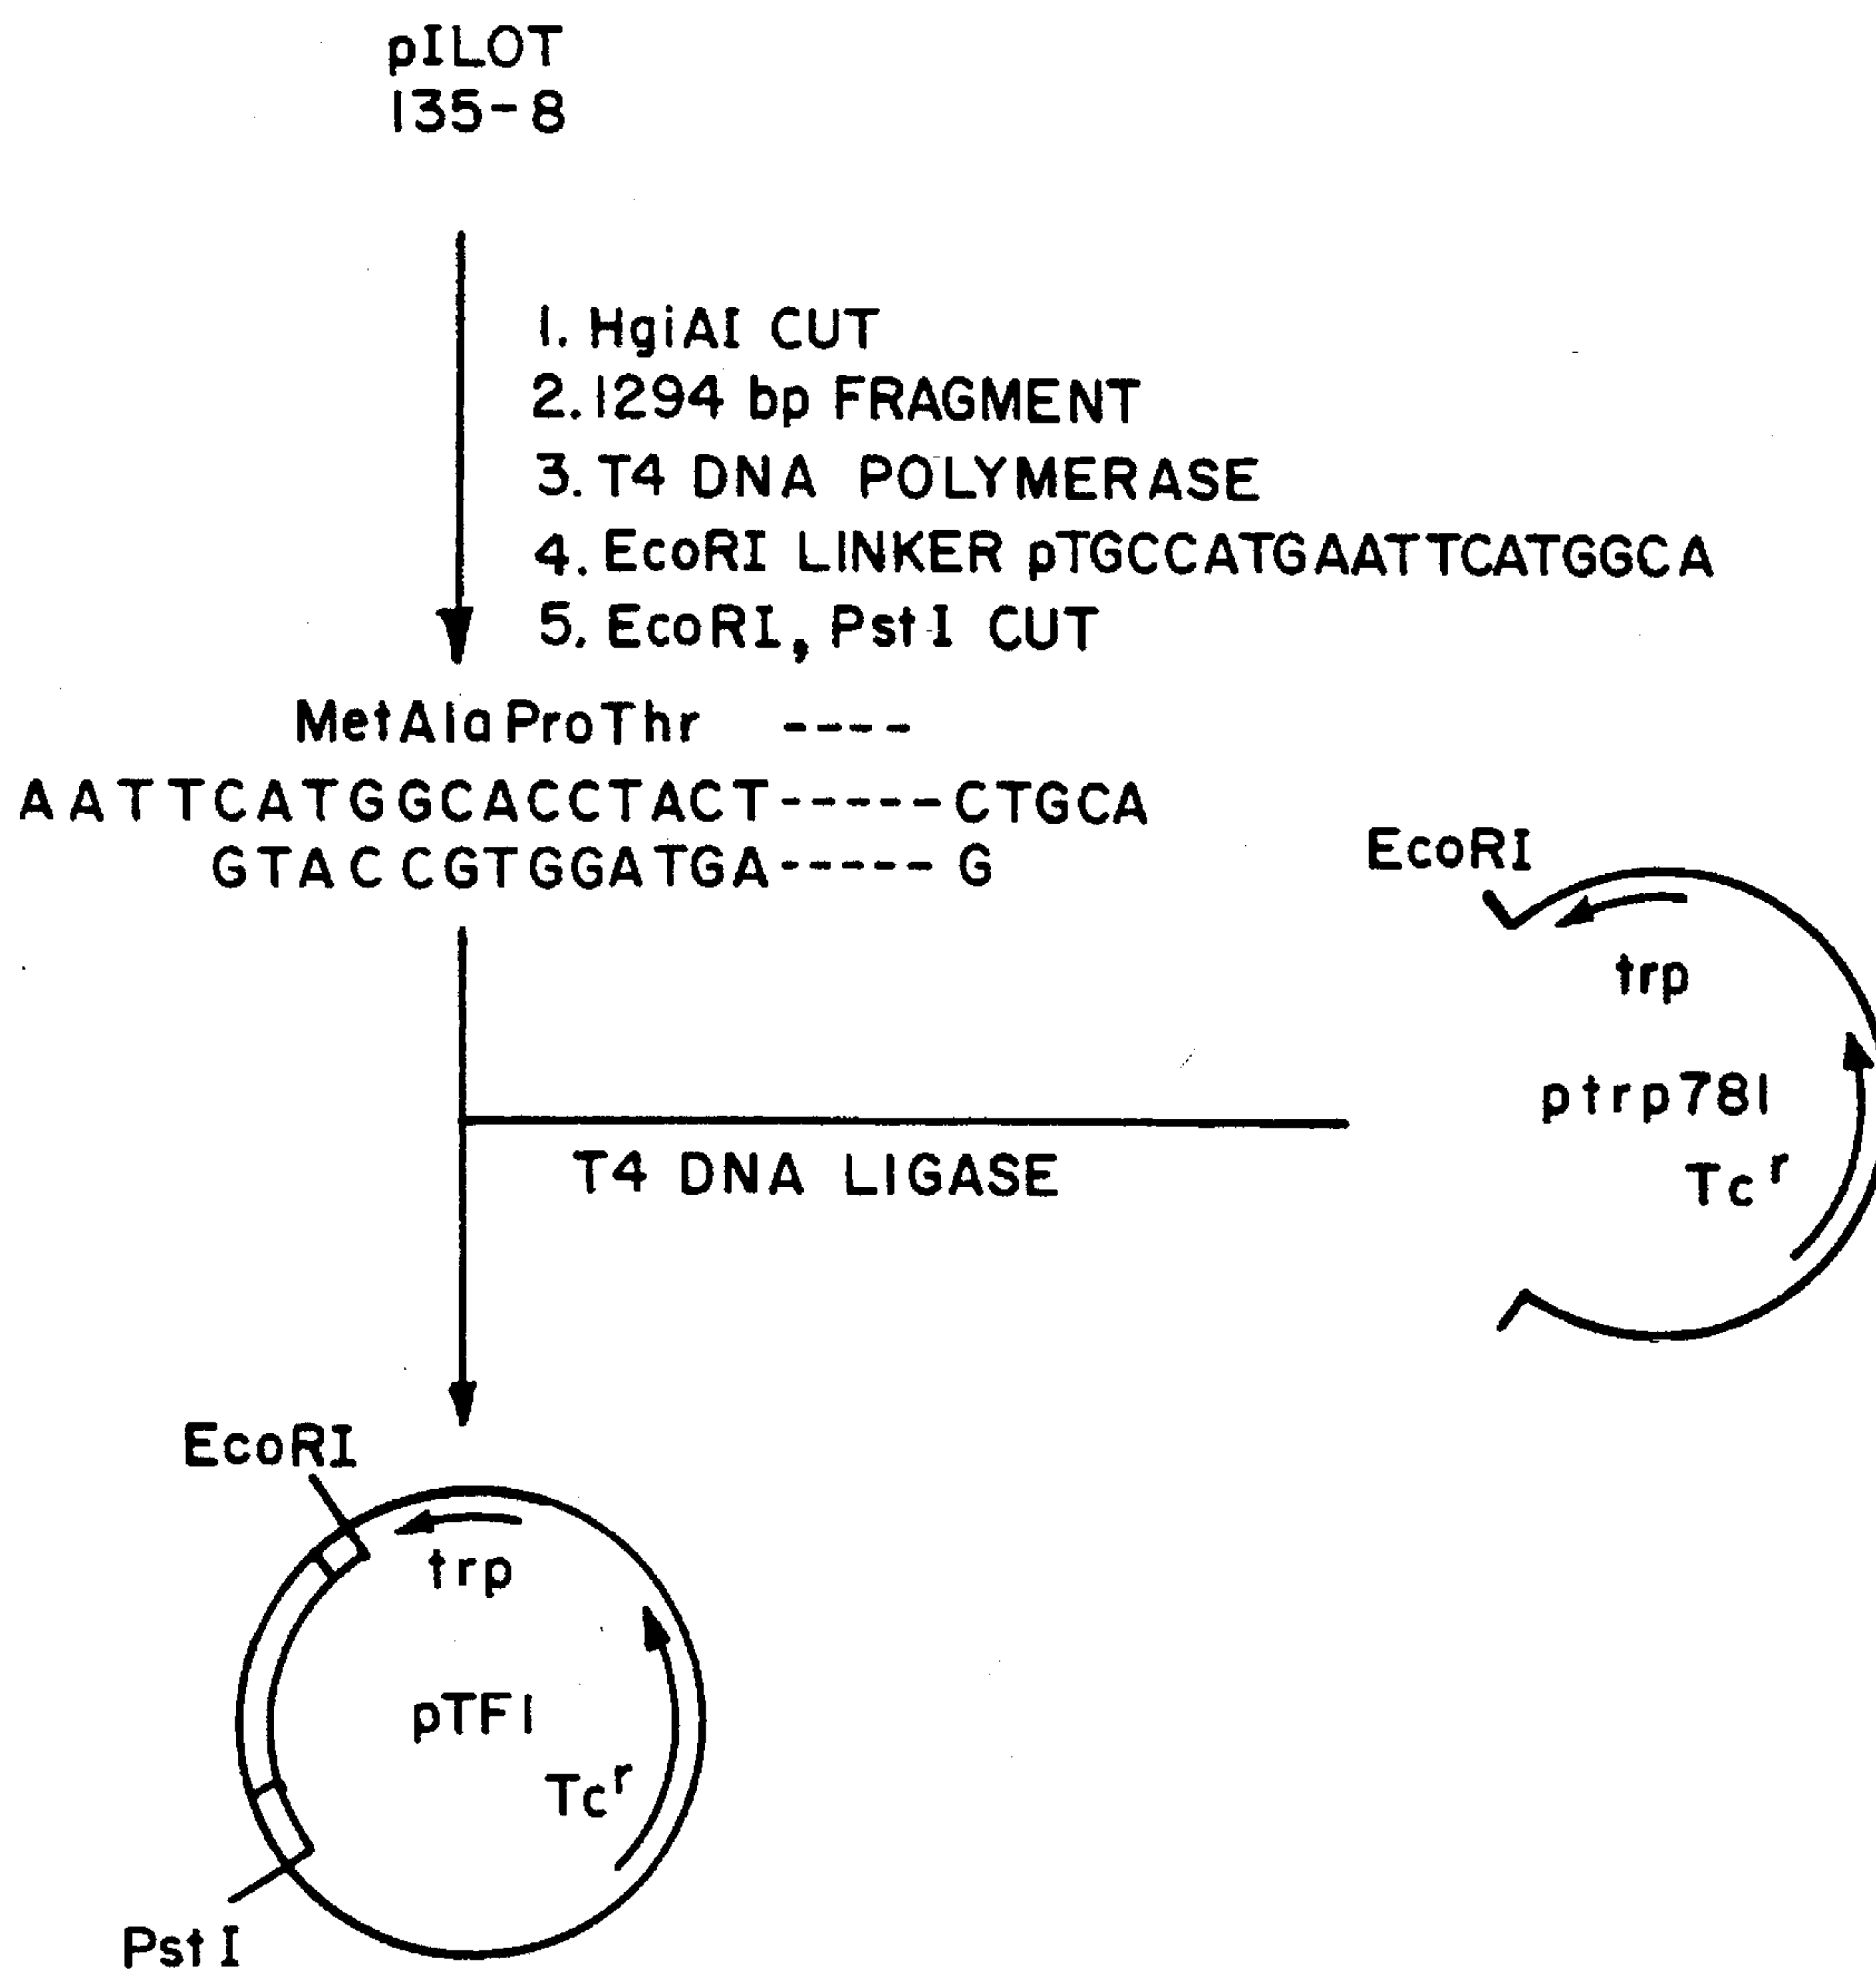 pILOT
135-8
1. HgiAI CUT
2. 1294 bp FRAGMENT
3. T4 DNA POLYMERASE
4. EcoRI LINKER pTGCCATGAATTCATGGCA
5. EcoRI, PstI CUT
MetAlaProThr ----
AATTCATGGCACCTACT-----CTGCA
GTACCGTGGATGA-----G
EcoRI
trp
ptrp781
Tcr
T4 DNA LIGASE
EcoRI
trp
pTF1
Tcr
PstI